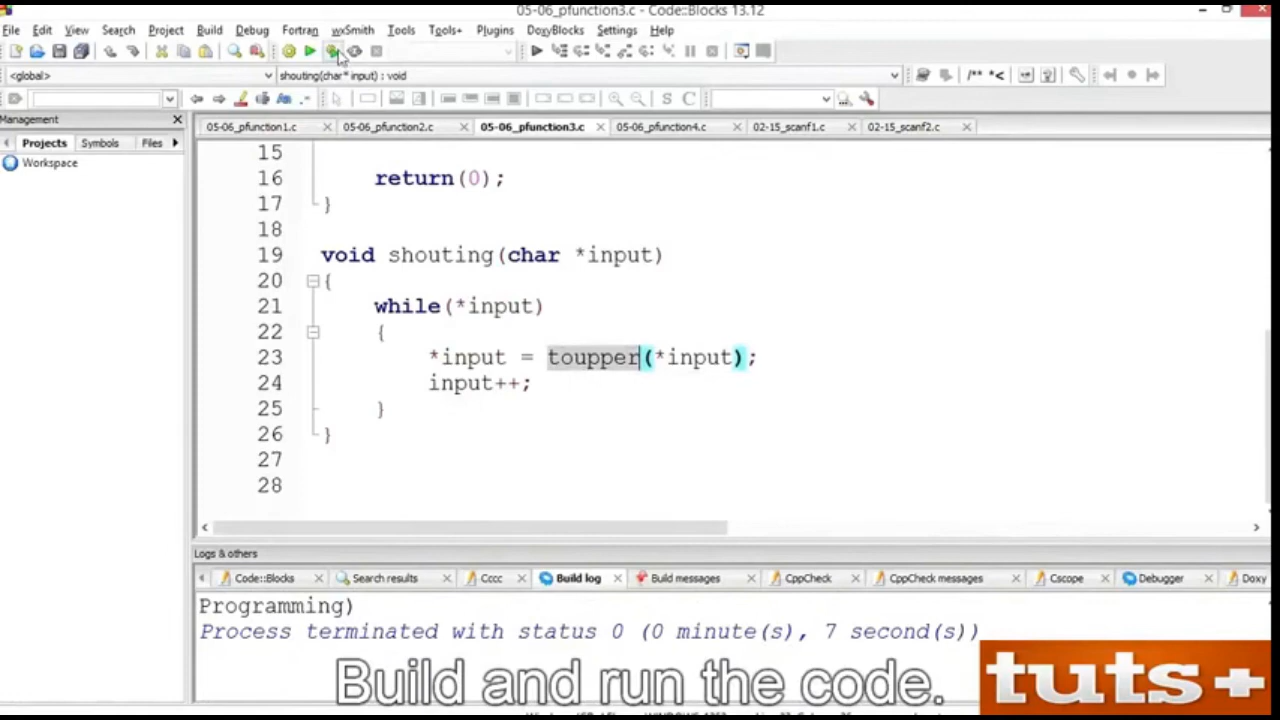 05-06_pfunction3.c - Code::Blocks 13.12
File Edit View Search Project Build Debug Fortran wxSmith Tools Tools+ Plugins DoxyBlocks Settings Help
<global> shouting(char* input) : void
/** *<
S C
Management
05-06_pfunction1.c 05-06_pfunction2.c 05-06_pfunction3.c 05-06_pfunction4.c 02-15_scanf1.c 02-15_scanf2.c
Projects Symbols Files
Workspace
15
16 return(0);
17 }
18
19 void shouting(char *input)
20 {
21 while(*input)
22 {
23 *input = toupper(*input);
24 input++;
25 }
26 }
27
28
Logs & others
Code::Blocks Search results Cccc Build log Build messages CppCheck CppCheck messages Cscope Debugger Doxy
Programming)
Process terminated with status 0 (0 minute(s), 7 second(s))
Build and run the code.
tuts+